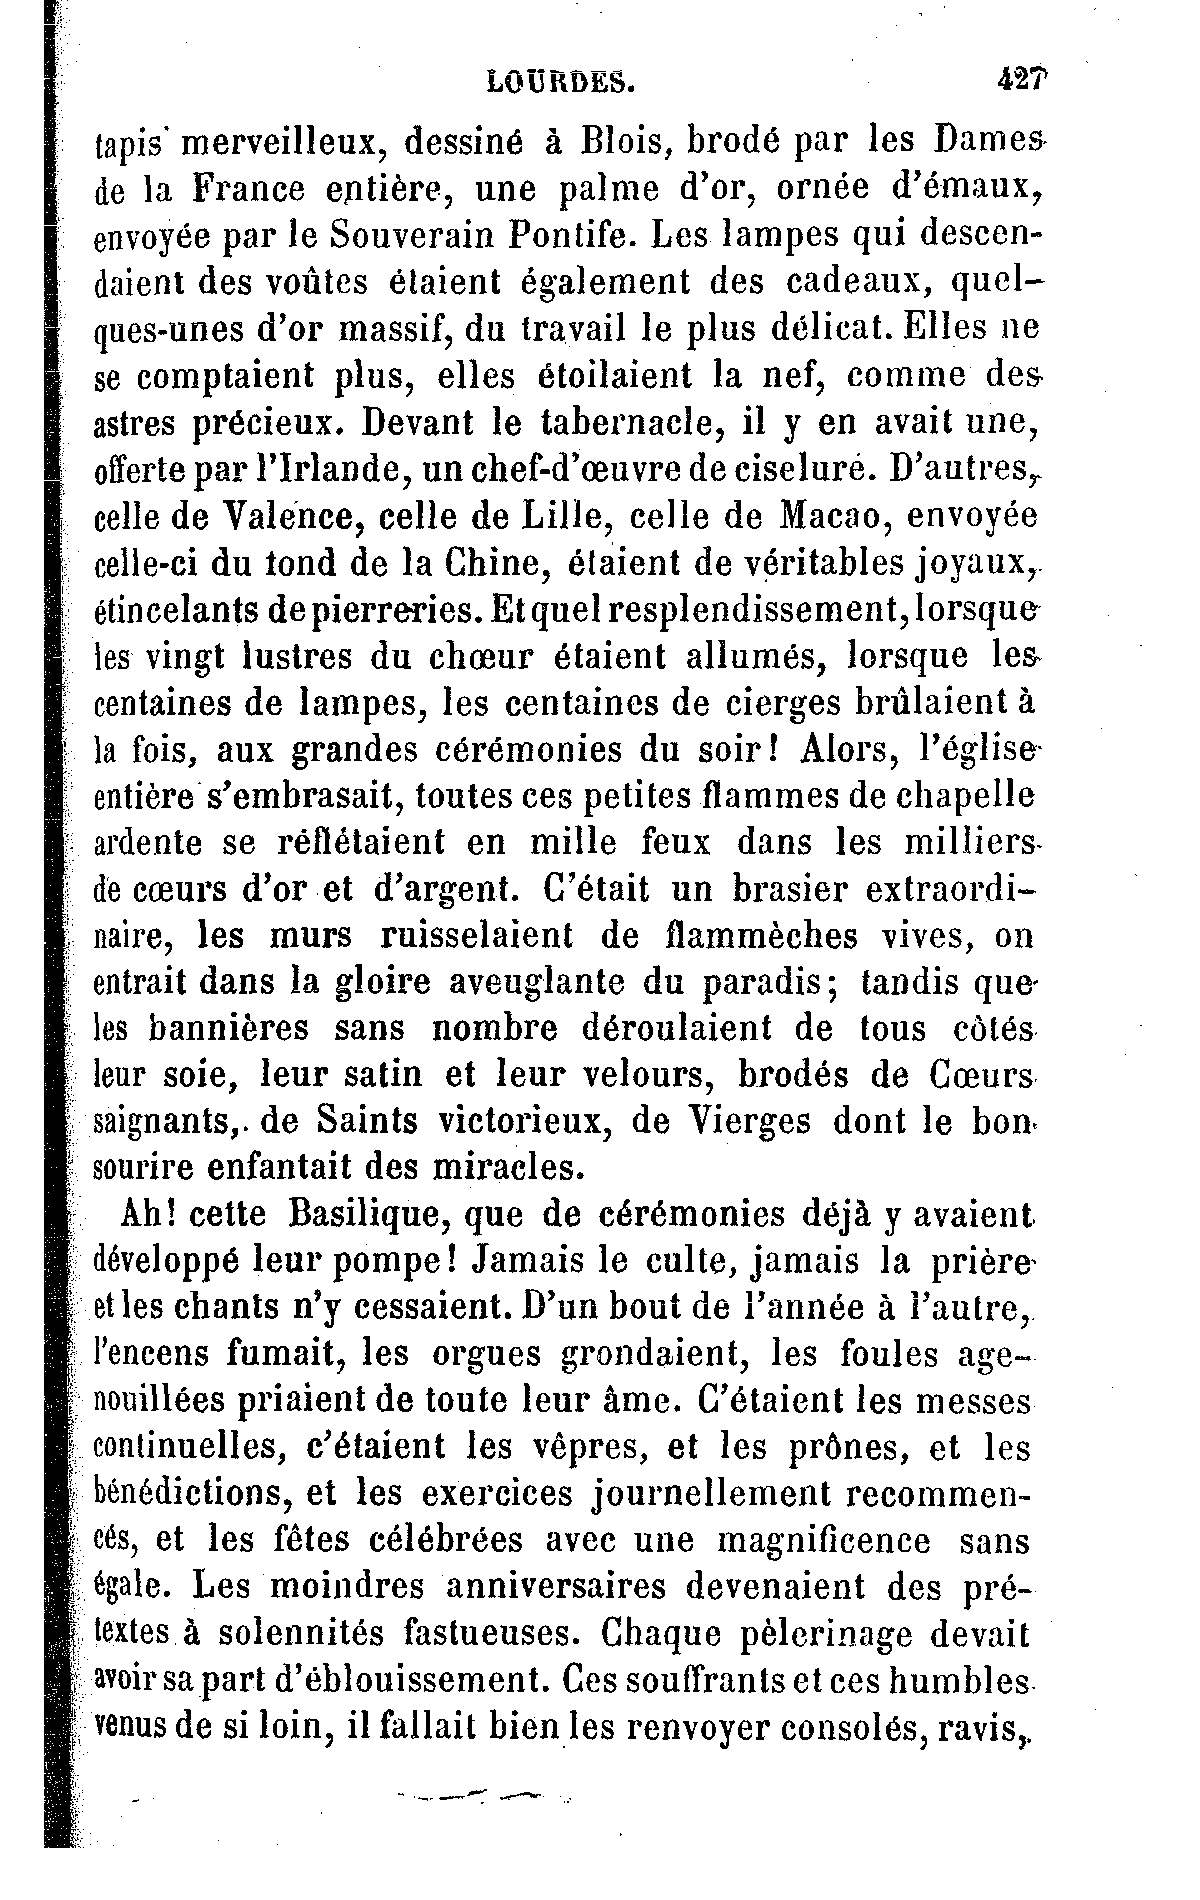 LOURDES. 427
tapis merveilleux, dessiné à Blois, brodé par les Dames
de la France entière, une palme d'or, ornée d'émaux,
envoyée par le Souverain Pontife. Les lampes qui descen-
daient des voûtes étaient également des cadeaux, quel-
ques-unes d'or massif, du travail le plus délicat. Elles ne
se comptaient plus, elles étoilaient la nef, comme des
astres précieux. Devant le tabernacle, il y en avait une,
offerte par l'Irlande, un chef-d'œuvre de ciselure. D'autres,
celle de Valence, celle de Lille, celle de Macao, envoyée
celle-ci du fond de la Chine, étaient de véritables joyaux,
étincelants de pierreries. Et quel resplendissement, lorsque
les vingt lustres du chœur étaient allumés, lorsque les
centaines de lampes, les centaines de cierges brûlaient à
la fois, aux grandes cérémonies du soir! Alors, l'église
entière s'embrasait, toutes ces petites flammes de chapelle
ardente se réflétaient en mille feux dans les milliers
de cœurs d'or et d'argent. C'était un brasier extraordi-
naire, les murs ruisselaient de flammèches vives, on
entrait dans la gloire aveuglante du paradis; tandis que
les bannières sans nombre déroulaient de tous côtés
leur soie, leur satin et leur velours, brodés de Cœurs
saignants, de Saints victorieux, de Vierges dont le bon
sourire enfantait des miracles.
Ah! cette Basilique, que de cérémonies déjà y avaient
développé leur pompe! Jamais le culte, jamais la prière
et les chants n'y cessaient. D'un bout de l'année à l'autre,
l'encens fumait, les orgues grondaient, les foules age-
nouillées priaient de toute leur âme. C'étaient les messes
continuelles, c'étaient les vêpres, et les prônes, et les
bénédictions, et les exercices journellement recommen-
cés, et les fêtes célébrées avec une magnificence sans
égale. Les moindres anniversaires devenaient des pré-
textes à solennités fastueuses. Chaque pèlerinage devait
avoir sa part d'éblouissement. Ces souffrants et ces humbles
venus de si loin, il fallait bien les renvoyer consolés, ravis,